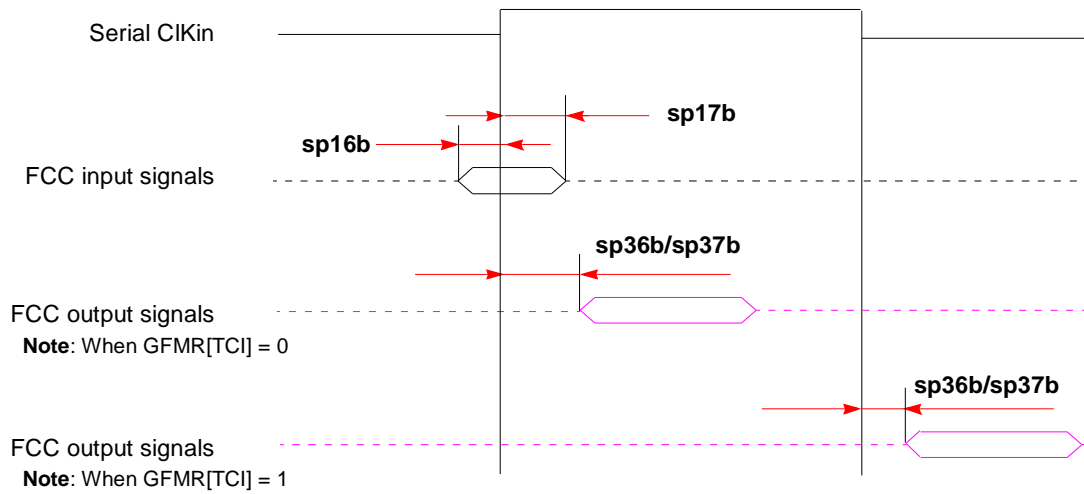 Serial ClKin
sp17b
sp16b
FCC input signals
sp36b/sp37b
FCC output signals
Note: When GFMR[TCI] = 0
sp36b/sp37b
FCC output signals
Note: When GFMR[TCI] = 1